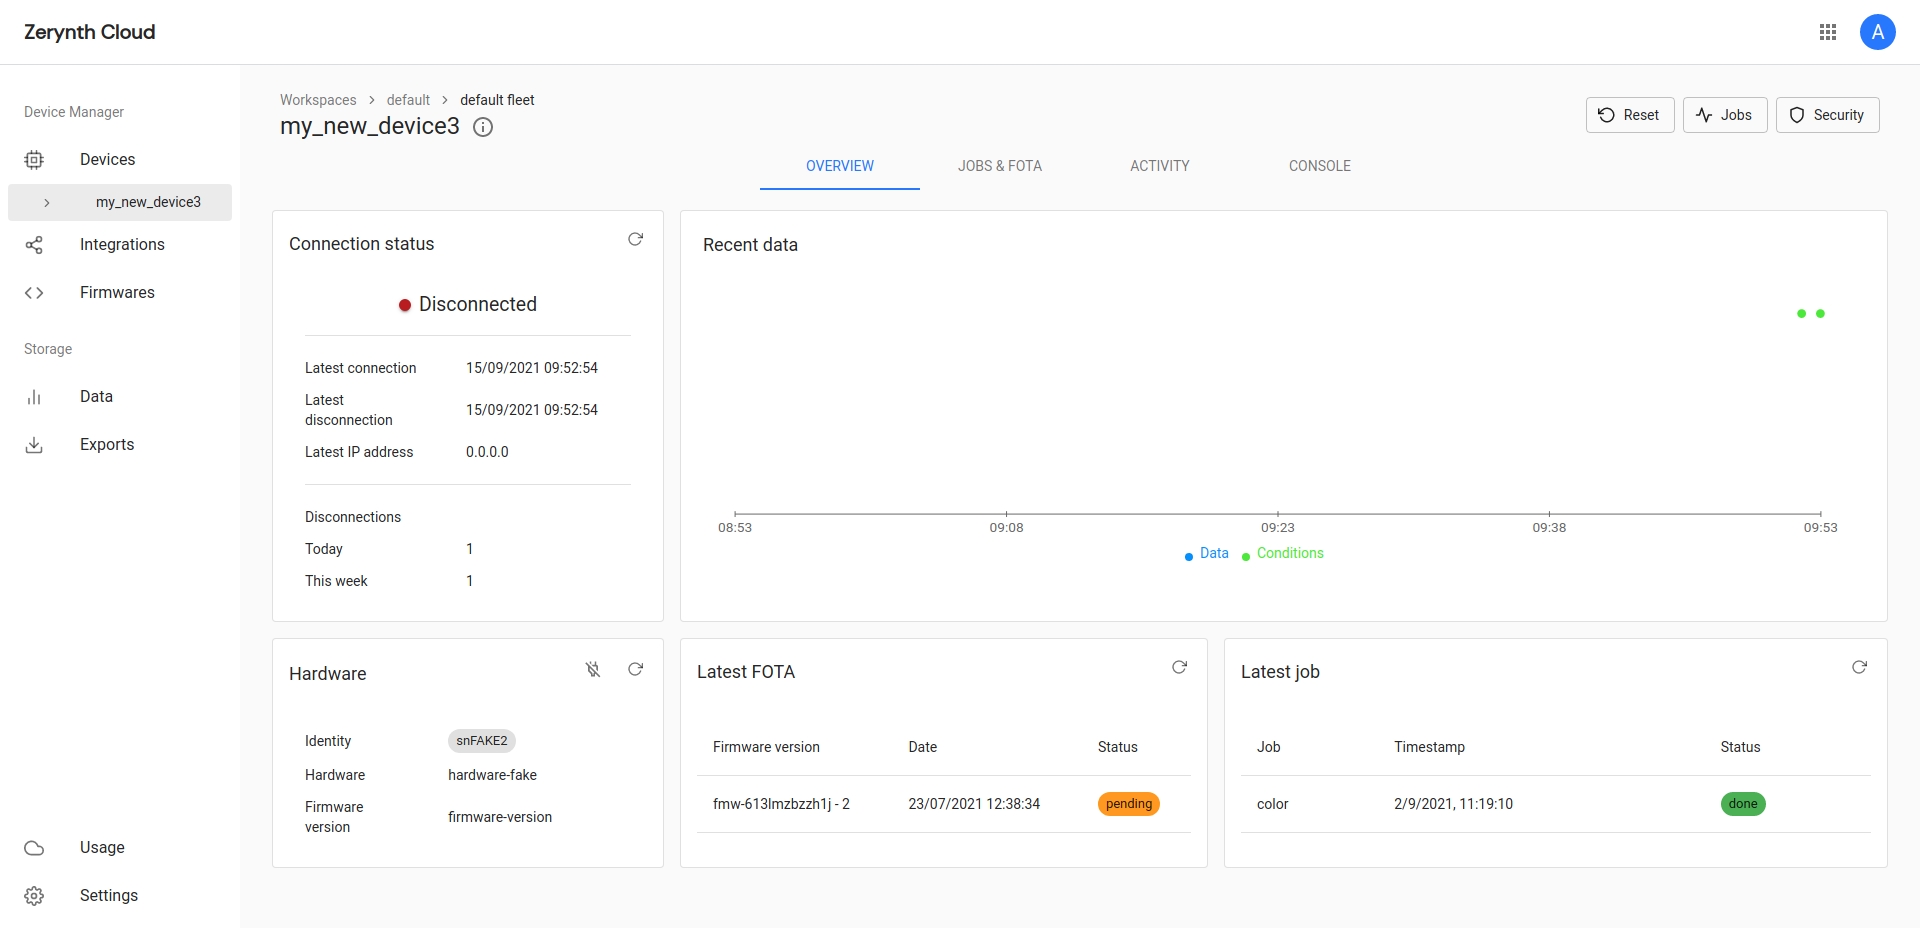 Zerynth Cloud
A
Device Manager
Devices
my_new_device3
Integrations
Firmwares
Storage
Data
Exports
Usage
Settings
Workspaces > default > default fleet
my_new_device3
Reset
Jobs
Security
OVERVIEW
JOBS & FOTA
ACTIVITY
CONSOLE
Connection status
Disconnected
Latest connection 15/09/2021 09:52:54
Latest
disconnection 15/09/2021 09:52:54
Latest IP address 0.0.0.0
Disconnections
Today 1
This week 1
Recent data
08:53 09:08 09:23 09:38 09:53
Data Conditions
Hardware
Identity snFAKE2
Hardware hardware-fake
Firmware
version firmware-version
Latest FOTA
Firmware version Date Status
fmw-613lmzbzzh1j - 2 23/07/2021 12:38:34 pending
Latest job
Job Timestamp Status
color 2/9/2021, 11:19:10 done